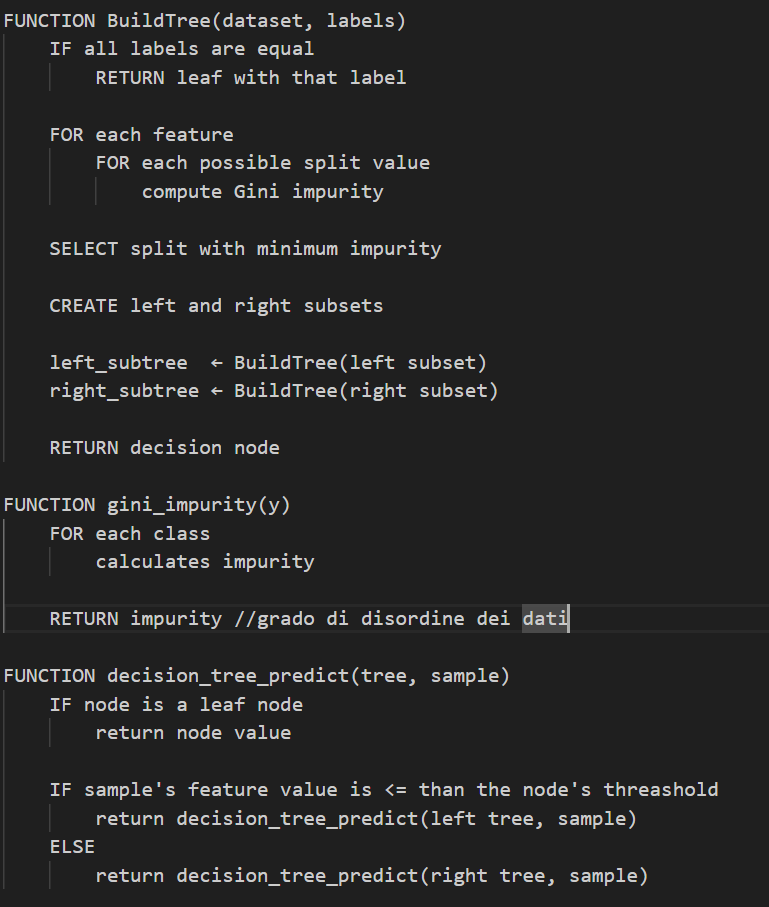 FUNCTION BuildTree(dataset, labels)
    IF all labels are equal
        RETURN leaf with that label

    FOR each feature
        FOR each possible split value
            compute Gini impurity

    SELECT split with minimum impurity

    CREATE left and right subsets

    left_subtree  ← BuildTree(left subset)
    right_subtree ← BuildTree(right subset)

    RETURN decision node

FUNCTION gini_impurity(y)
    FOR each class
        calculates impurity

    RETURN impurity //grado di disordine dei dati

FUNCTION decision_tree_predict(tree, sample)
    IF node is a leaf node
        return node value

    IF sample's feature value is <= than the node's threashold
        return decision_tree_predict(left tree, sample)
    ELSE
        return decision_tree_predict(right tree, sample)